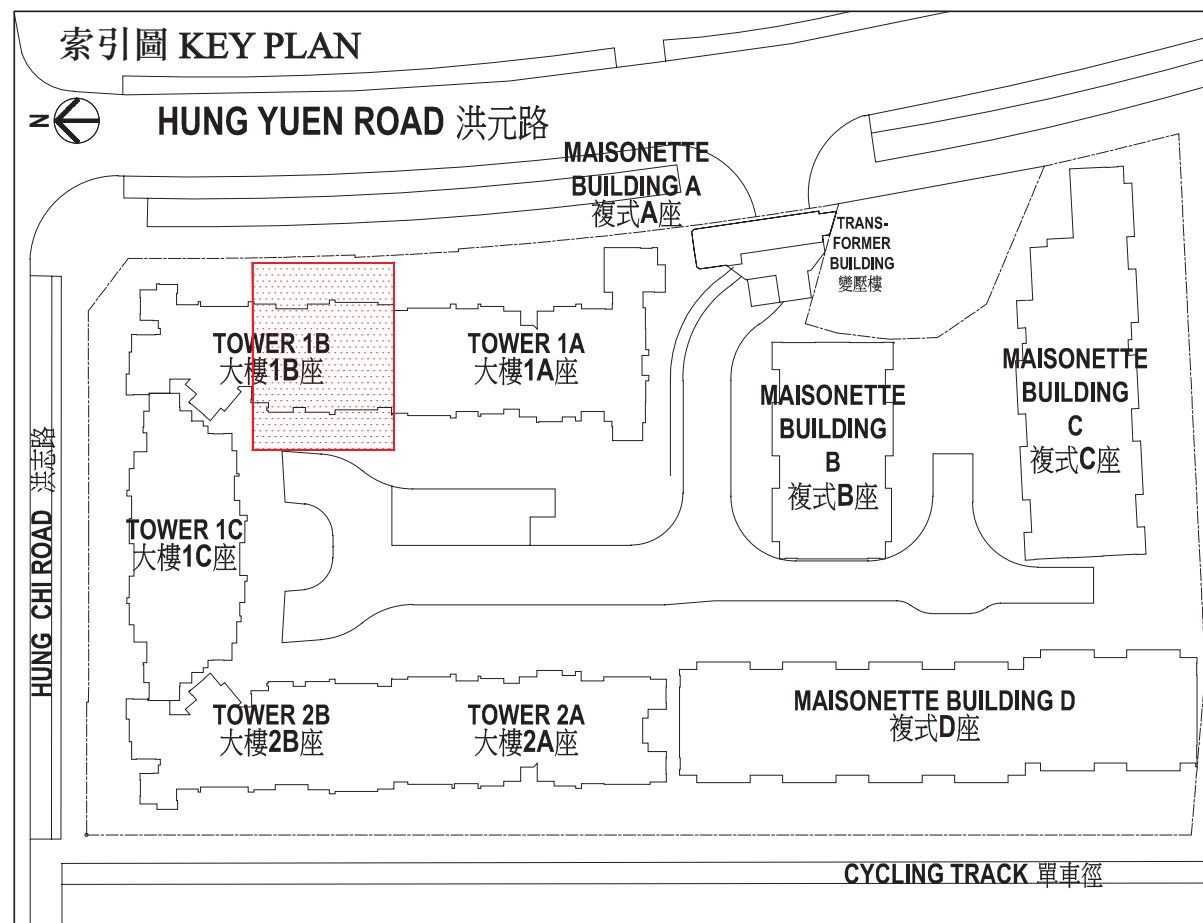 索引圖 KEY PLAN
N
HUNG YUEN ROAD 洪元路
MAISONETTE
BUILDING A
複式A座
TRANS-
FORMER
BUILDING
變壓樓
TOWER 1B
大樓1B座
TOWER 1A
大樓1A座
MAISONETTE
BUILDING
B
複式B座
MAISONETTE
BUILDING
C
複式C座
HUNG CHI ROAD 洪志路
TOWER 1C
大樓1C座
TOWER 2B
大樓2B座
TOWER 2A
大樓2A座
MAISONETTE BUILDING D
複式D座
CYCLING TRACK 單車徑